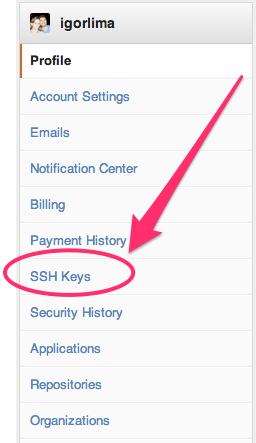 igorlima
Profile
Account Settings
Emails
Notification Center
Billing
Payment History
SSH Keys
Security History
Applications
Repositories
Organizations